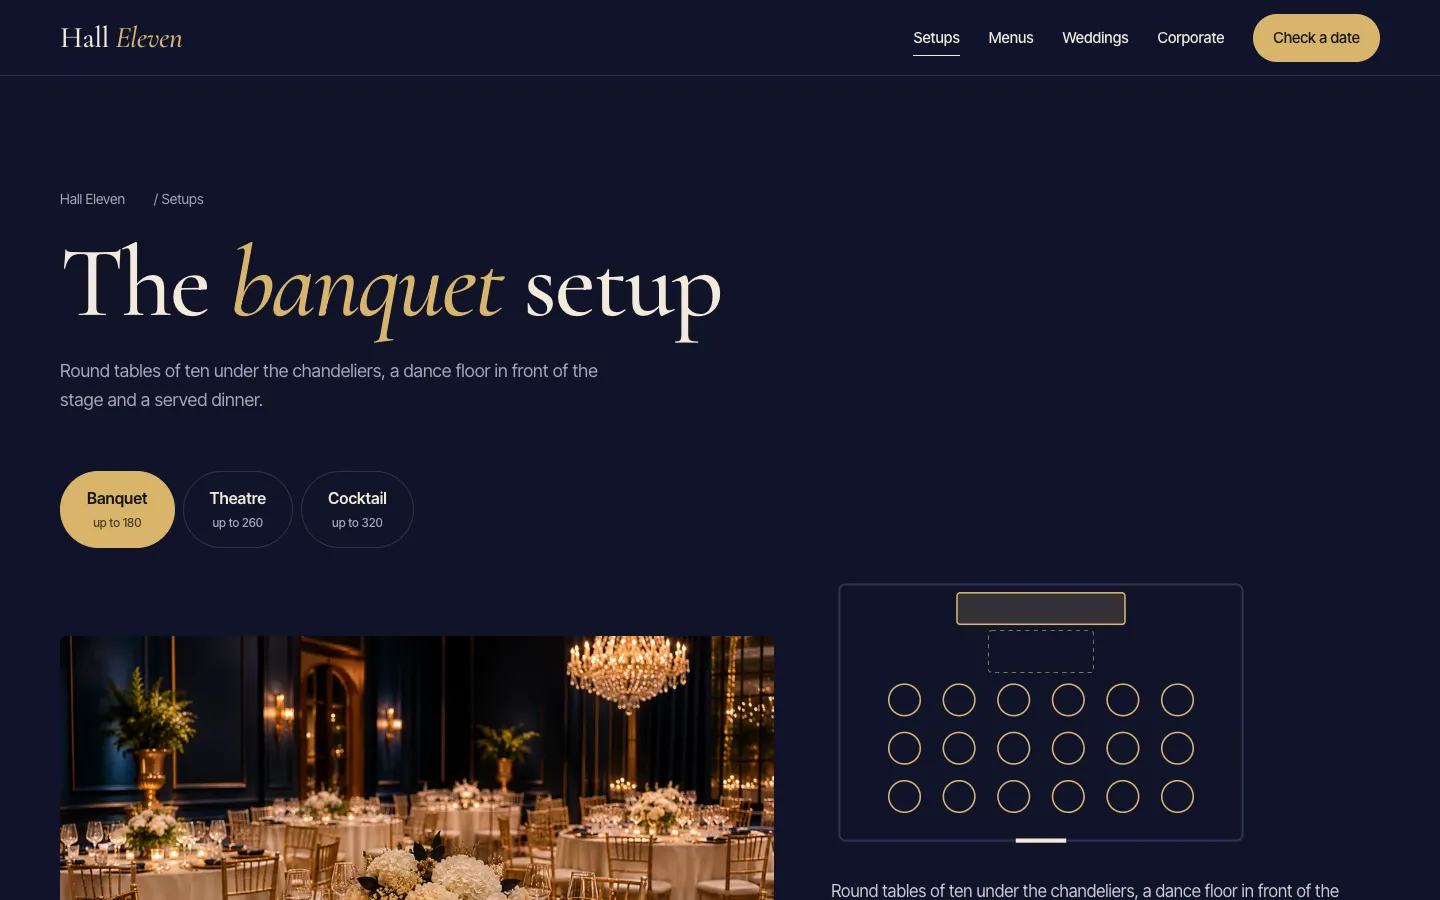 Hall Eleven
Setups
Menus
Weddings
Corporate
Check a date
Hall Eleven / Setups
The banquet setup
Round tables of ten under the chandeliers, a dance floor in front of the
stage and a served dinner.
Banquet
up to 180
Theatre
up to 260
Cocktail
up to 320
Round tables of ten under the chandeliers, a dance floor in front of the